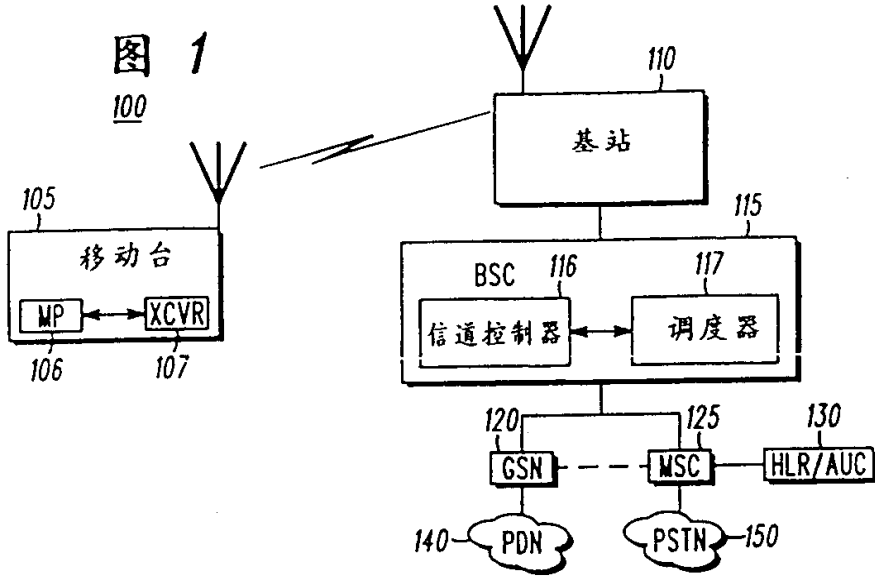 图 1
100
110
基站
105
移动台
MP
XCVR
106
107
115
BSC
116
117
信道控制器
调度器
120
125
130
GSN
MSC
HLR/AUC
140
PDN
PSTN
150